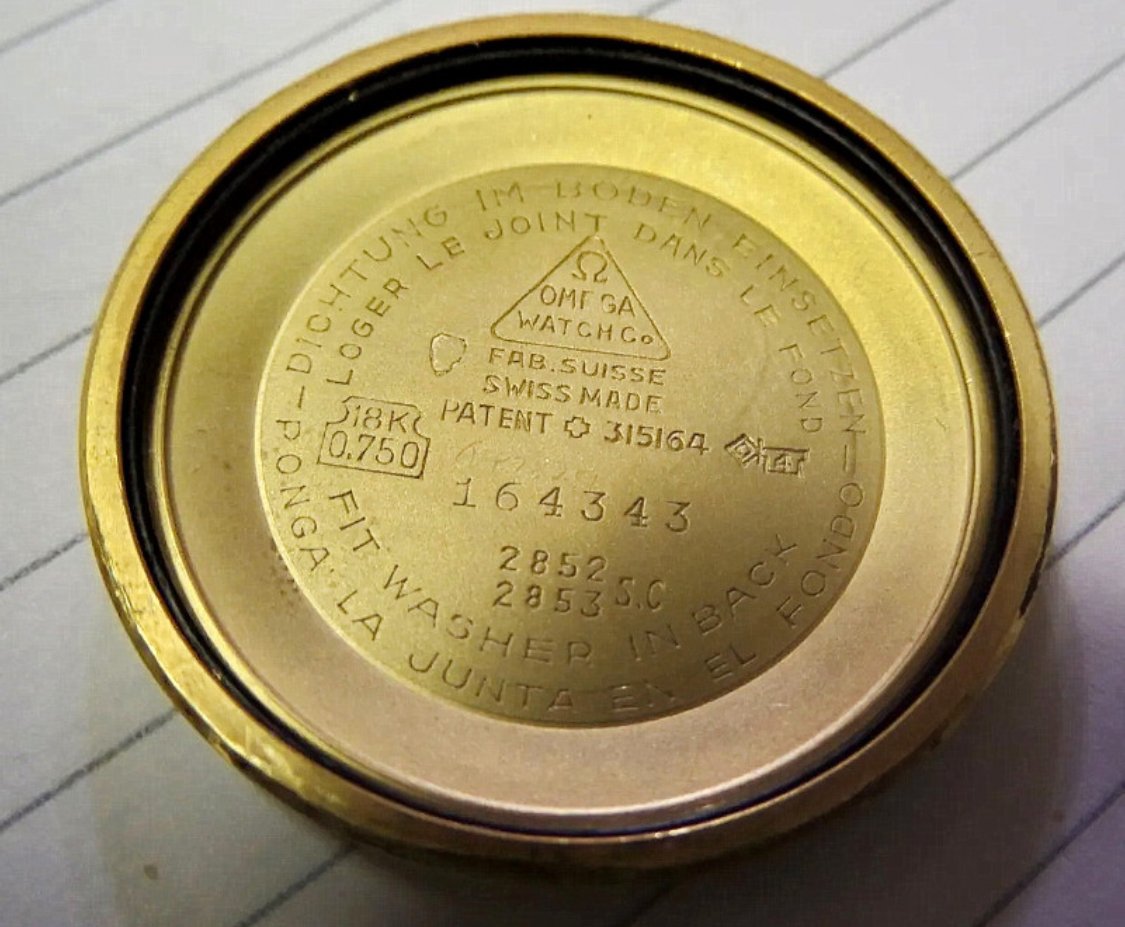 DICHTUNG IM BODEN EINSETZEN
LOGER LE JOINT DANS LE FOND
Ω
OMEGA
WATCH Co
FAB. SUISSE
SWISS MADE
PATENT ✚ 315164
18K
0.750
164343
2852
2853 S.C
FIT WASHER IN BACK
PONGA LA JUNTA EN EL FONDO